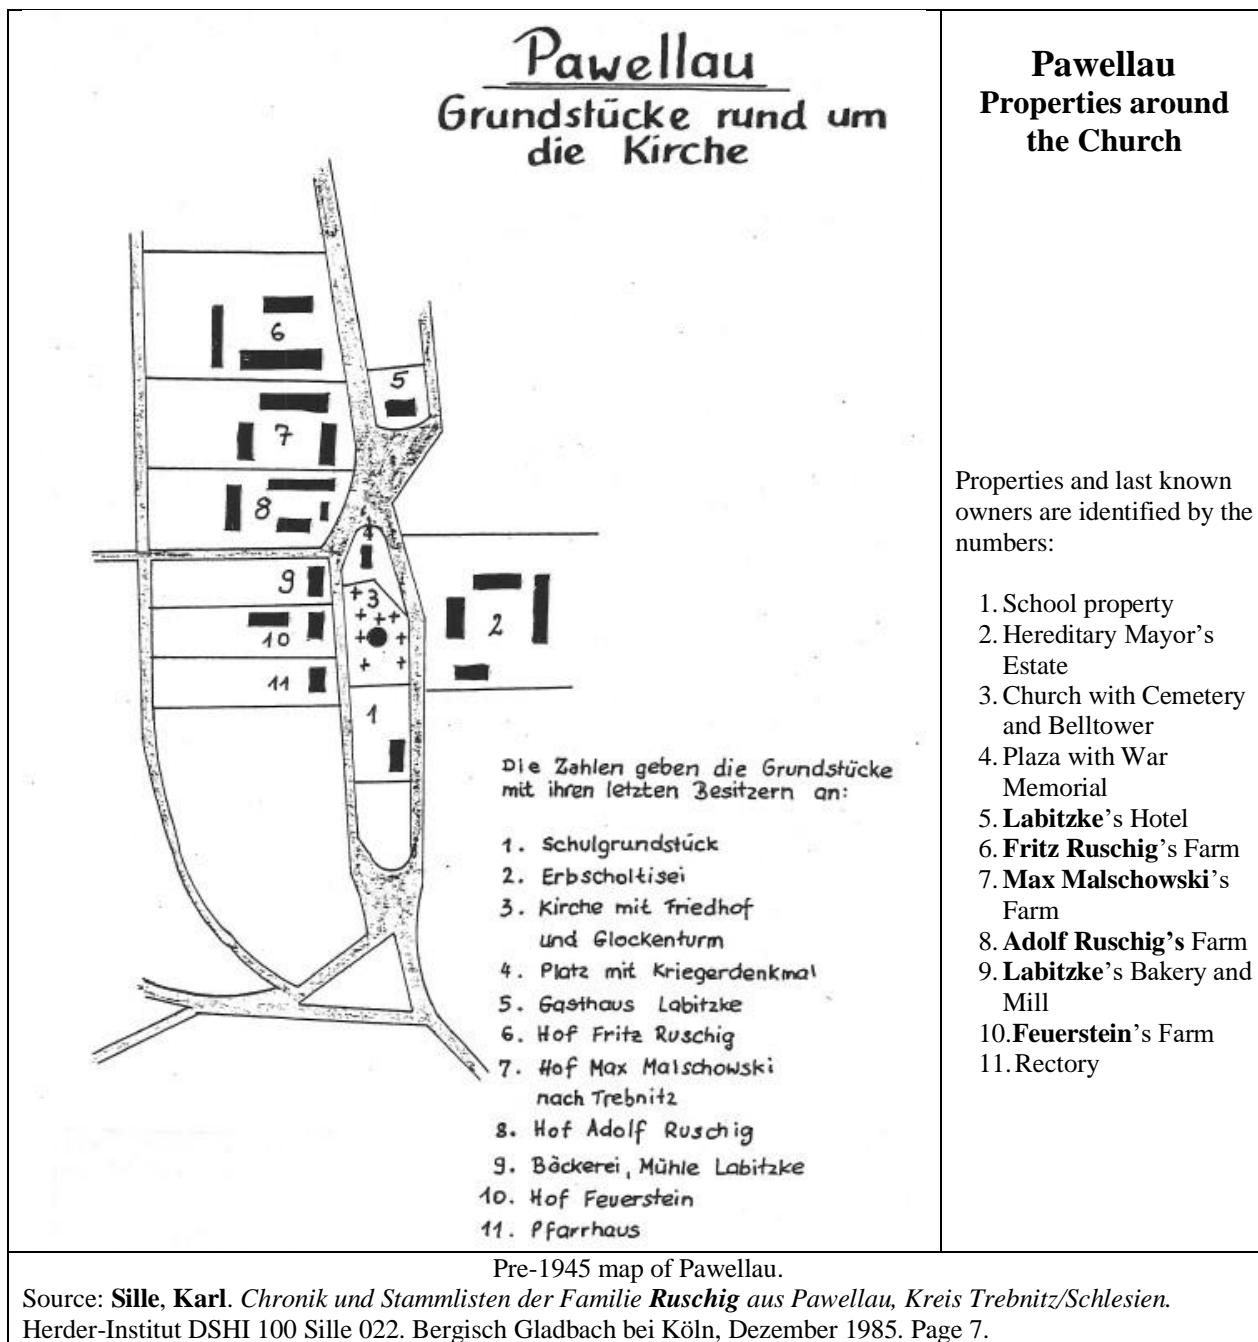 Pawellau
Grundstücke rund um
die Kirche
6
5
7
8
4
9
3
10
2
11
1
Die Zahlen geben die Grundstücke
mit ihren letzten Besitzern an:
1. Schulgrundstück
2. Erbscholtisei
3. Kirche mit Friedhof
und Glockenturm
4. Platz mit Kriegerdenkmal
5. Gasthaus Labitzke
6. Hof Fritz Ruschig
7. Hof Max Malschowski
nach Trebnitz
8. Hof Adolf Ruschig
9. Bäckerei, Mühle Labitzke
10. Hof Feuerstein
11. Pfarrhaus
Pawellau
Properties around
the Church
Properties and last known
owners are identified by the
numbers:
1. School property
2. Hereditary Mayor's
Estate
3. Church with Cemetery
and Belltower
4. Plaza with War
Memorial
5. Labitzke's Hotel
6. Fritz Ruschig's Farm
7. Max Malschowski's
Farm
8. Adolf Ruschig's Farm
9. Labitzke's Bakery and
Mill
10.Feuerstein's Farm
11. Rectory
Pre-1945 map of Pawellau.
Source: Sille, Karl. Chronik und Stammlisten der Familie Ruschig aus Pawellau, Kreis Trebnitz/Schlesien.
Herder-Institut DSHI 100 Sille 022. Bergisch Gladbach bei Köln, Dezember 1985. Page 7.